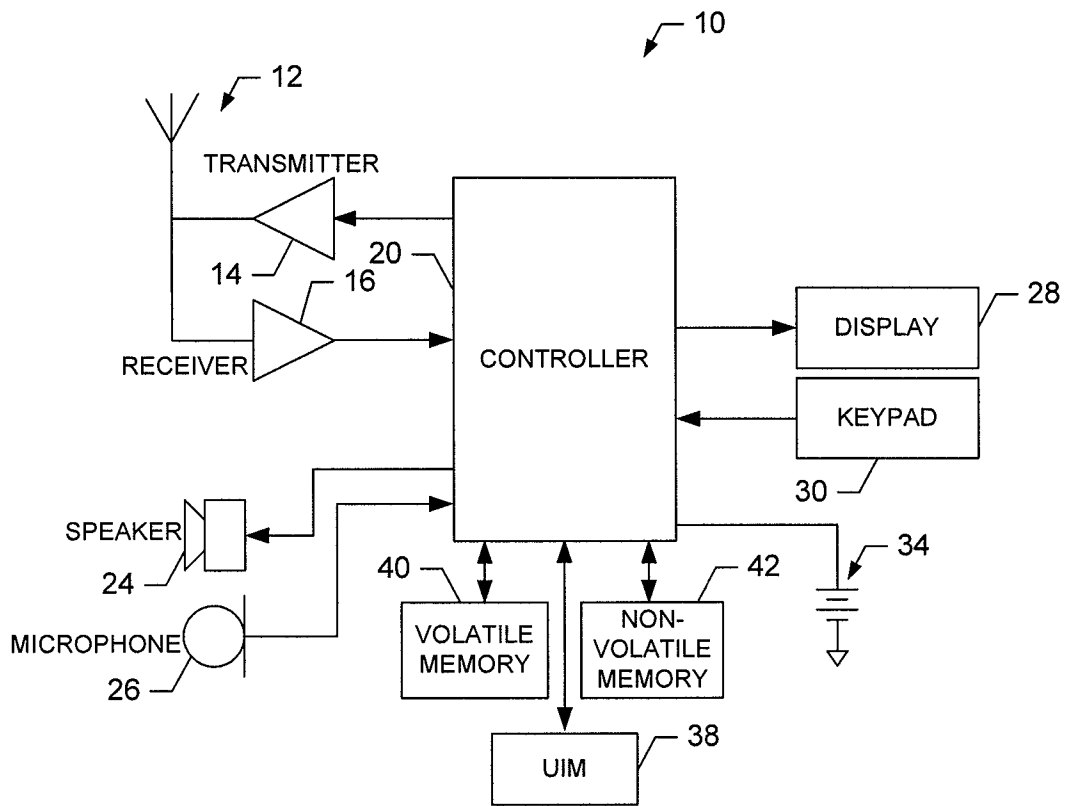 10
12
TRANSMITTER
14
20
16
RECEIVER
CONTROLLER
DISPLAY
28
KEYPAD
30
SPEAKER
24
MICROPHONE
26
40
VOLATILE
MEMORY
42
NON-
VOLATILE
MEMORY
34
UIM
38